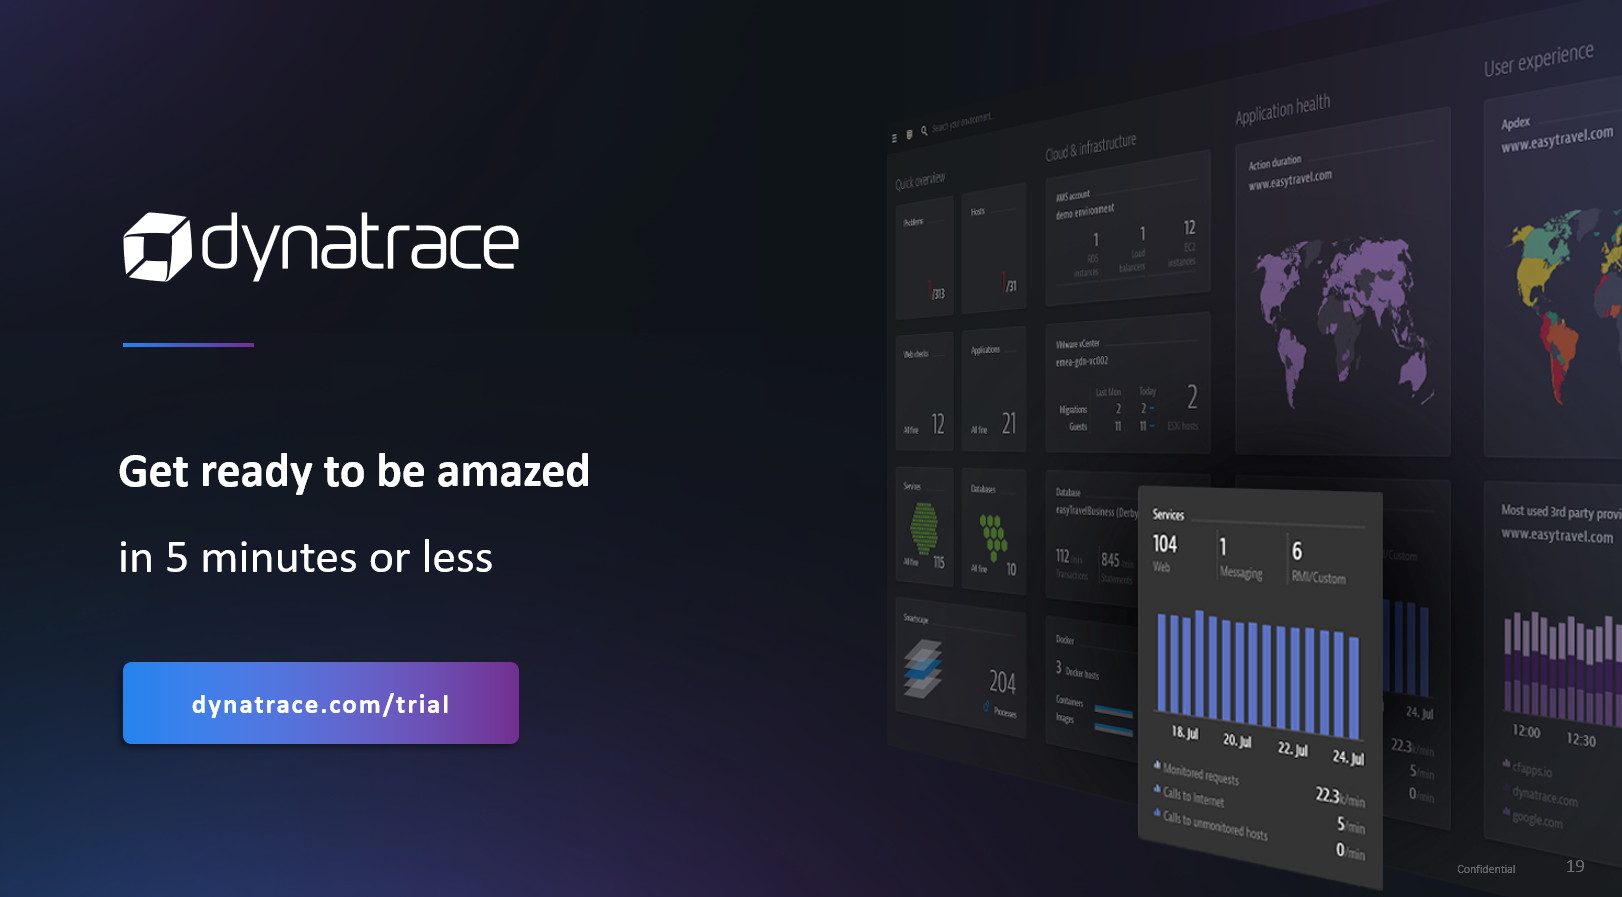 dynatrace
Get ready to be amazed
in 5 minutes or less
dynatrace.com/trial
Search your environment...
Quick overview
Problems
1/313
Hosts
1/31
Web checks
All fine 12
Applications
All fine 21
Services
All fine 115
Databases
All fine 10
Smartscape
204
Processes
Cloud & infrastructure
AWS account
demo environment
1 1 12
RDS instances
Load balancers
EC2 instances
VMware vCenter
emea-gdn-vc002
Last Mon Today
Migrations 2 2
Guests 11 11
2
ESXi hosts
Database
easyTravelBusiness (Derby
112 /min 845 /min
Transactions Statements
Docker
3 Docker hosts
Containers
Images
Application health
Action duration
www.easytravel.com
Services
104 1 6
Web Messaging RMI/Custom
18. Jul 20. Jul 22. Jul 24. Jul
Monitored requests 22.3k/min
Calls to Internet 5/min
Calls to unmonitored hosts 0/min
/Custom
24. Jul
22.3k/min
5/min
0/min
User experience
Apdex
www.easytravel.com
Most used 3rd party provi
www.easytravel.com
12:00 12:30
cfapps.io
dynatrace.com
google.com
Confidential 19